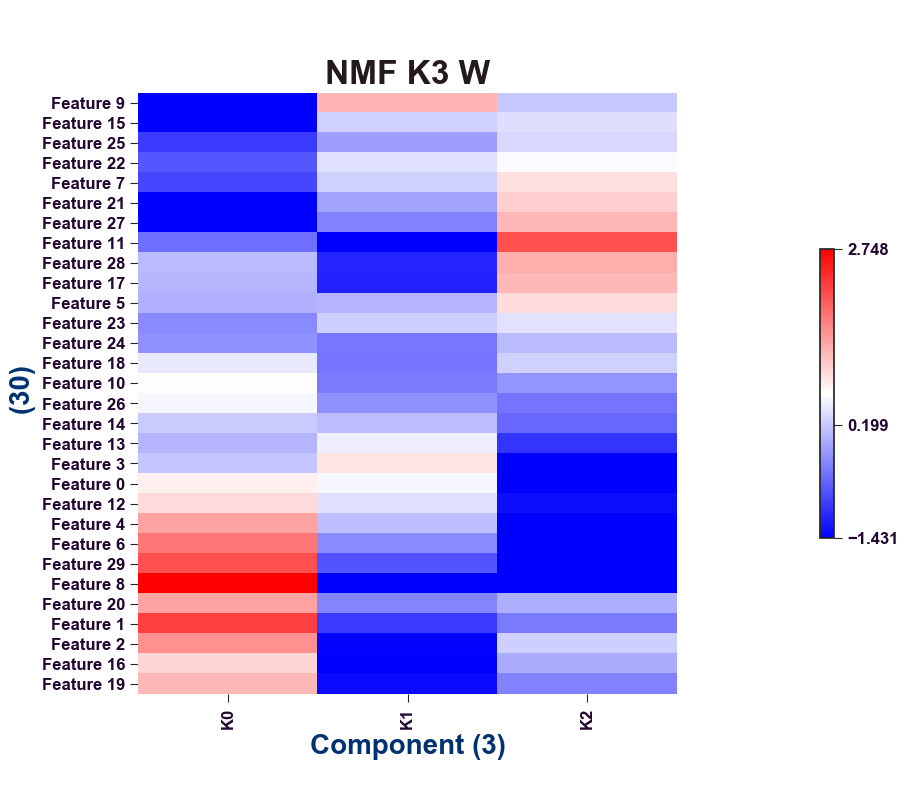 NMF K3 W
Feature 9
Feature 15
Feature 25
Feature 22
Feature 7
Feature 21
Feature 27
Feature 11
Feature 28
Feature 17
Feature 5
Feature 23
Feature 24
Feature 18
Feature 10
Feature 26
Feature 14
Feature 13
Feature 3
Feature 0
Feature 12
Feature 4
Feature 6
Feature 29
Feature 8
Feature 20
Feature 1
Feature 2
Feature 16
Feature 19
(30)
K0
K1
K2
Component (3)
2.748
0.199
−1.431